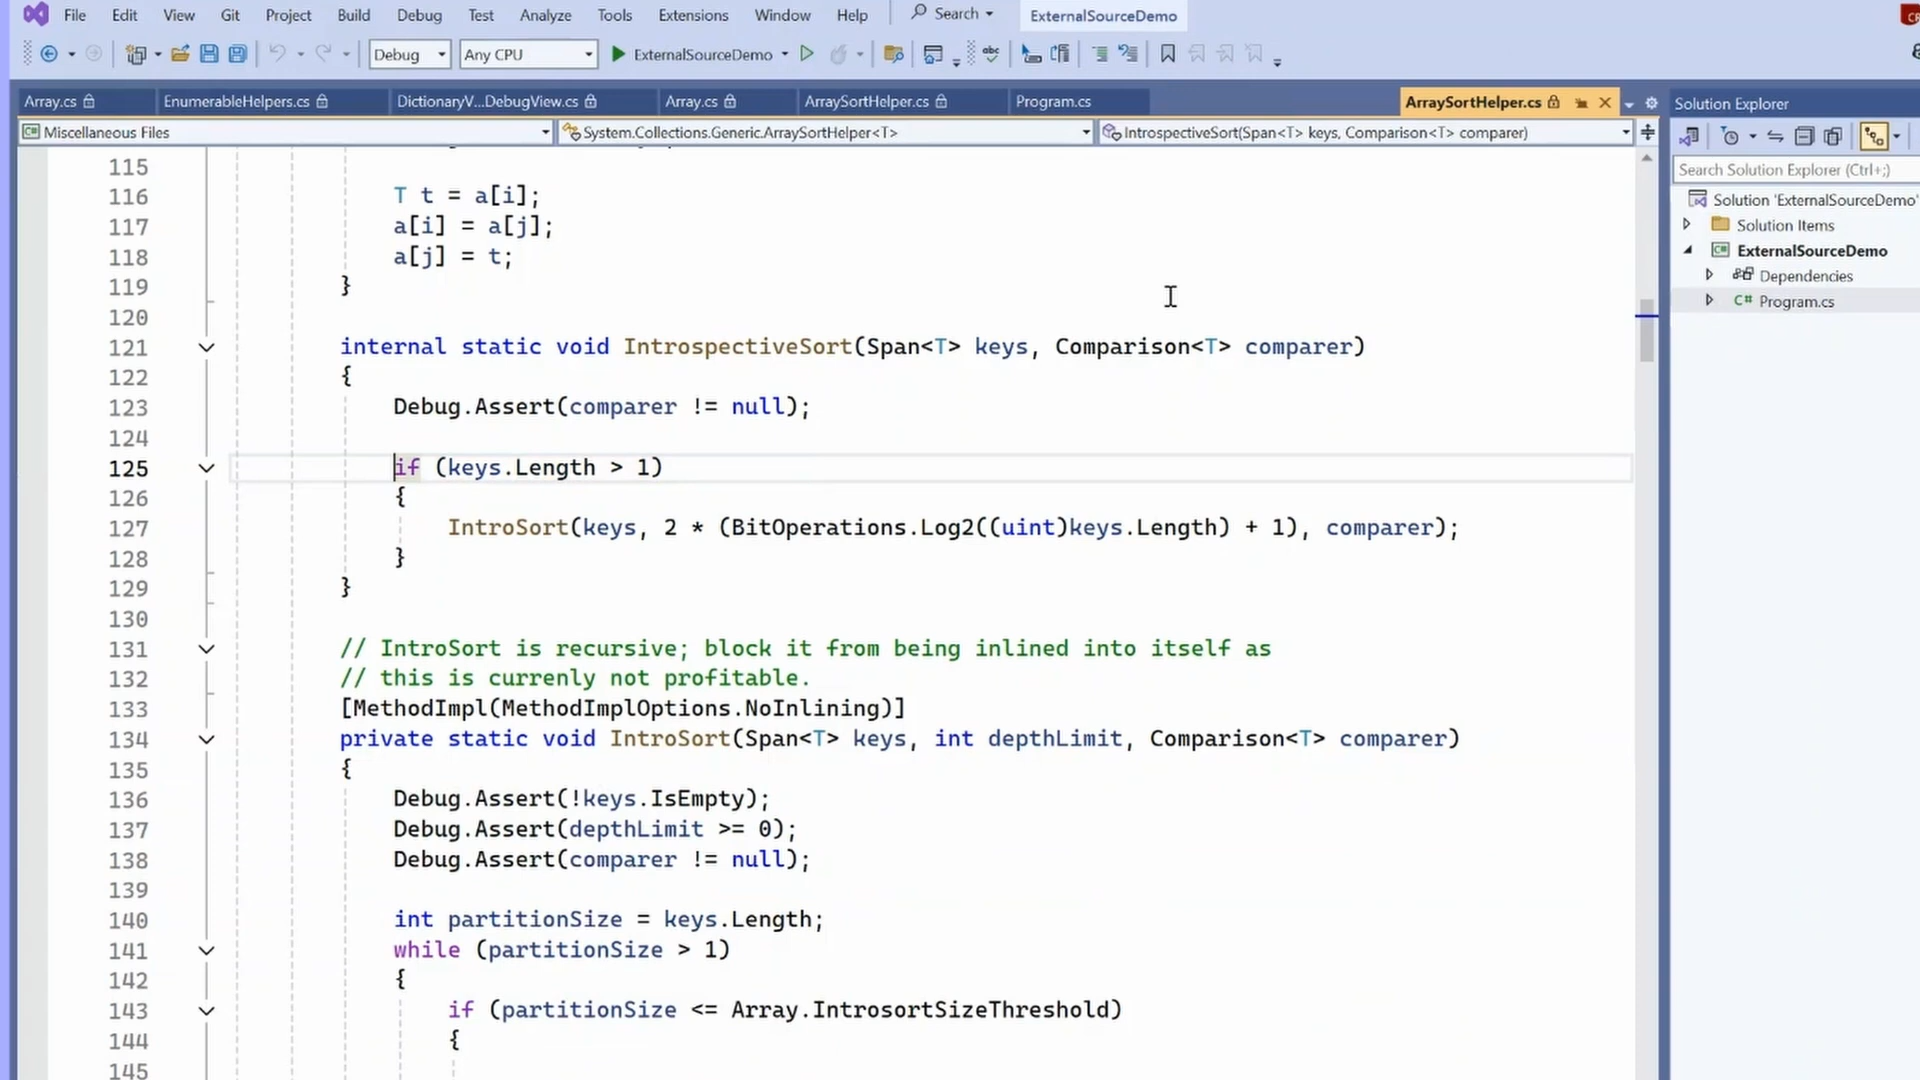 File Edit View Git Project Build Debug Test Analyze Tools Extensions Window Help Search ExternalSourceDemo
Debug Any CPU ExternalSourceDemo
Array.cs EnumerableHelpers.cs DictionaryV...DebugView.cs Array.cs ArraySortHelper.cs Program.cs ArraySortHelper.cs
Miscellaneous Files System.Collections.Generic.ArraySortHelper<T> IntrospectiveSort(Span<T> keys, Comparison<T> comparer)
115
116 T t = a[i];
117 a[i] = a[j];
118 a[j] = t;
119 }
120
121 internal static void IntrospectiveSort(Span<T> keys, Comparison<T> comparer)
122 {
123 Debug.Assert(comparer != null);
124
125 if (keys.Length > 1)
126 {
127 IntroSort(keys, 2 * (BitOperations.Log2((uint)keys.Length) + 1), comparer);
128 }
129 }
130
131 // IntroSort is recursive; block it from being inlined into itself as
132 // this is currenly not profitable.
133 [MethodImpl(MethodImplOptions.NoInlining)]
134 private static void IntroSort(Span<T> keys, int depthLimit, Comparison<T> comparer)
135 {
136 Debug.Assert(!keys.IsEmpty);
137 Debug.Assert(depthLimit >= 0);
138 Debug.Assert(comparer != null);
139
140 int partitionSize = keys.Length;
141 while (partitionSize > 1)
142 {
143 if (partitionSize <= Array.IntrosortSizeThreshold)
144 {
145
Solution Explorer
Search Solution Explorer (Ctrl+;)
Solution 'ExternalSourceDemo'
Solution Items
ExternalSourceDemo
Dependencies
C# Program.cs